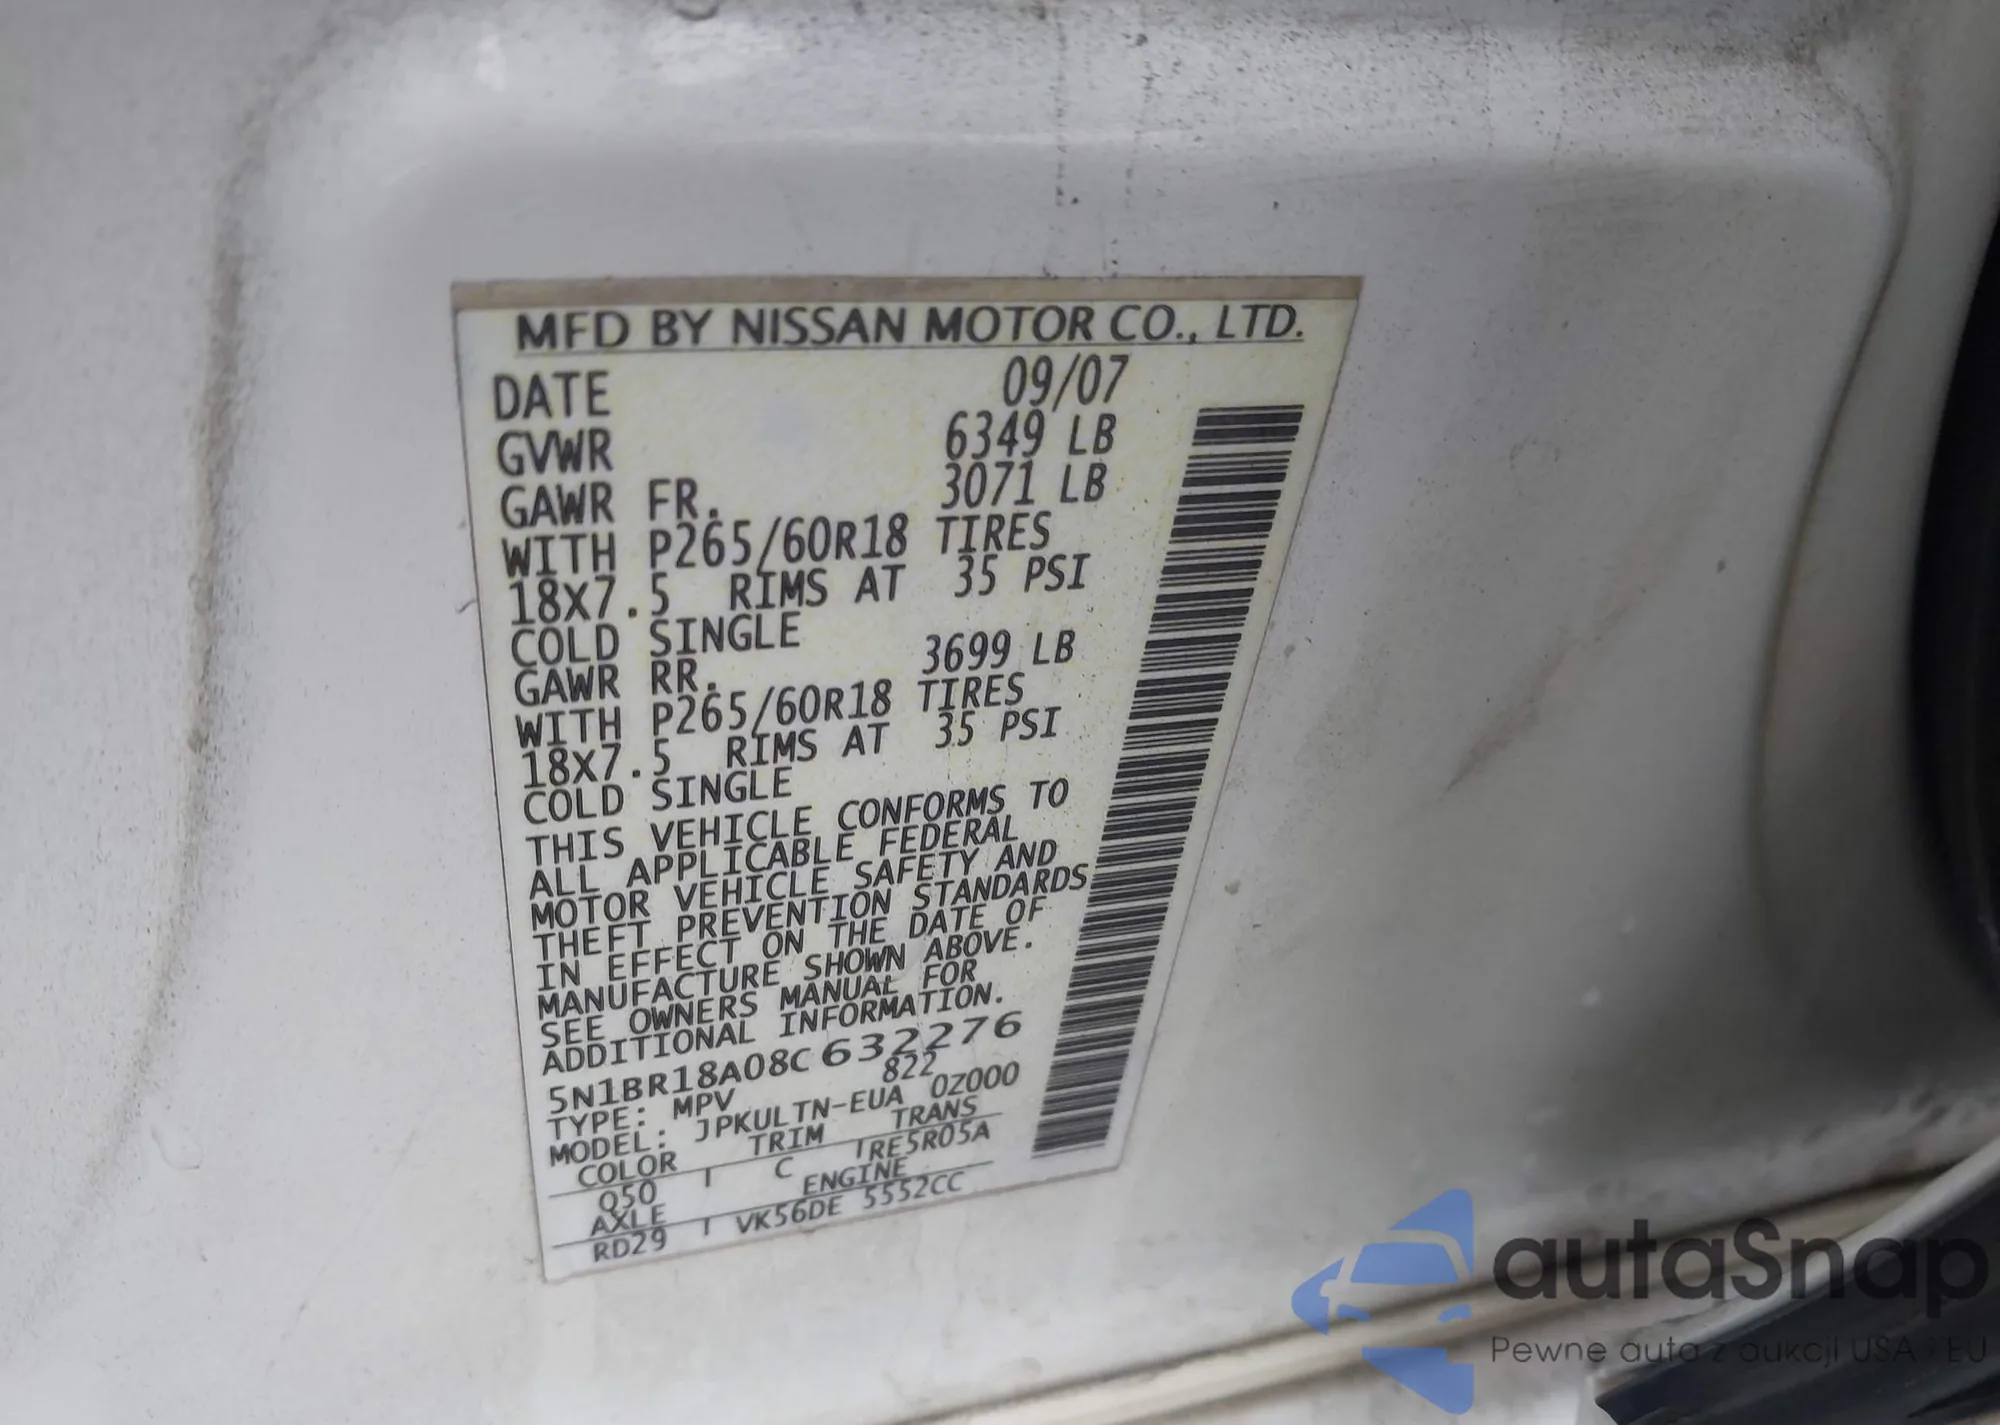 MFD BY NISSAN MOTOR CO., LTD.
DATE 09/07
GVWR 6349 LB
GAWR FR. 3071 LB
WITH P265/60R18 TIRES
18X7.5 RIMS AT 35 PSI
COLD SINGLE
GAWR RR. 3699 LB
WITH P265/60R18 TIRES
18X7.5 RIMS AT 35 PSI
COLD SINGLE
THIS VEHICLE CONFORMS TO
ALL APPLICABLE FEDERAL
MOTOR VEHICLE SAFETY AND
THEFT PREVENTION STANDARDS
IN EFFECT ON THE DATE OF
MANUFACTURE SHOWN ABOVE.
SEE OWNERS MANUAL FOR
ADDITIONAL INFORMATION.
5N1BR18A08C632276
TYPE: MPV 822
MODEL: JPKULTN-EUA 0Z000
COLOR TRIM TRANS
Q50 C RE5R05A
AXLE ENGINE
RD29 VK56DE 5552CC
autaSnap
Pewne auta z aukcji USA i EU